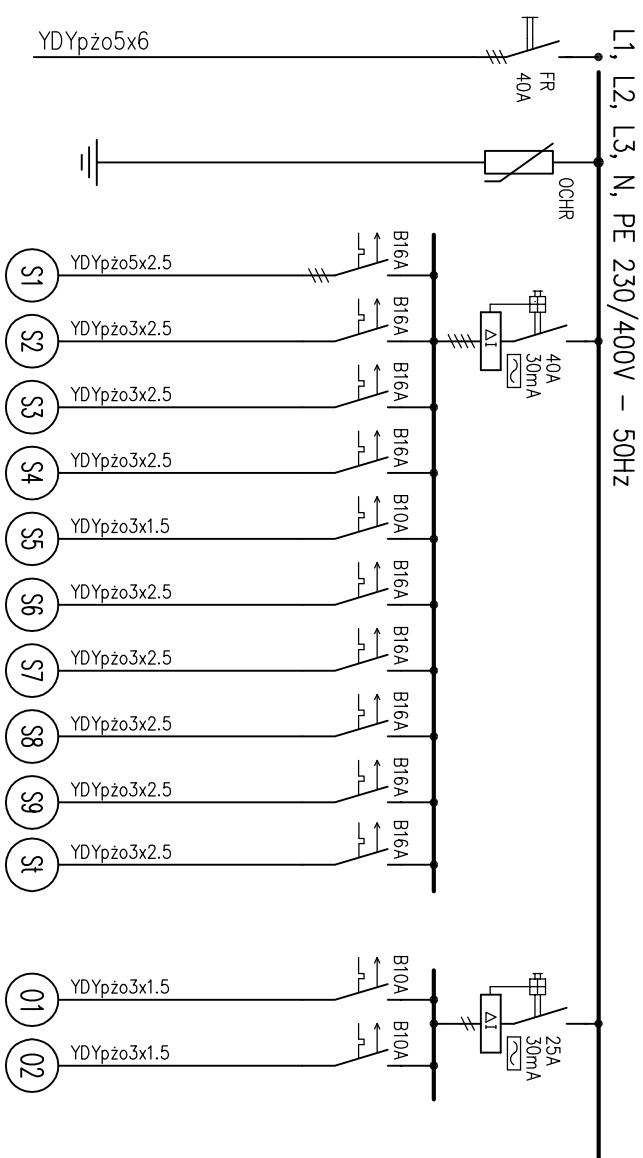 L1, L2, L3, N, PE 230/400V - 50Hz
YDYpżo5x6
FR
40A
OCHR
40A
30mA
ΔI
B16A
YDYpżo5x2.5
S1
B16A
YDYpżo3x2.5
S2
B16A
YDYpżo3x2.5
S3
B16A
YDYpżo3x2.5
S4
B10A
YDYpżo3x1.5
S5
B16A
YDYpżo3x2.5
S6
B16A
YDYpżo3x2.5
S7
B16A
YDYpżo3x2.5
S8
B16A
YDYpżo3x2.5
S9
B16A
YDYpżo3x2.5
St
25A
30mA
ΔI
B10A
YDYpżo3x1.5
O1
B10A
YDYpżo3x1.5
O2